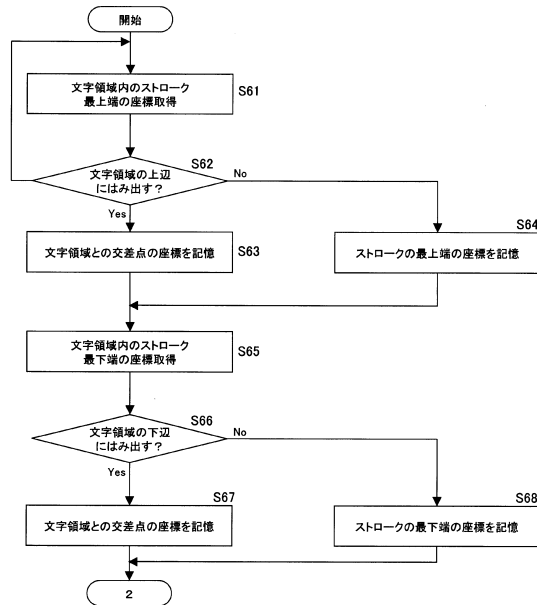 開始
文字領域内のストローク
最上端の座標取得
S61
S62
文字領域の上辺
にはみ出す？
No
Yes
S64
文字領域との交差点の座標を記憶
S63
ストロークの最上端の座標を記憶
文字領域内のストローク
最下端の座標取得
S65
S66
文字領域の下辺
にはみ出す？
No
Yes
S67
S68
文字領域との交差点の座標を記憶
ストロークの最下端の座標を記憶
2